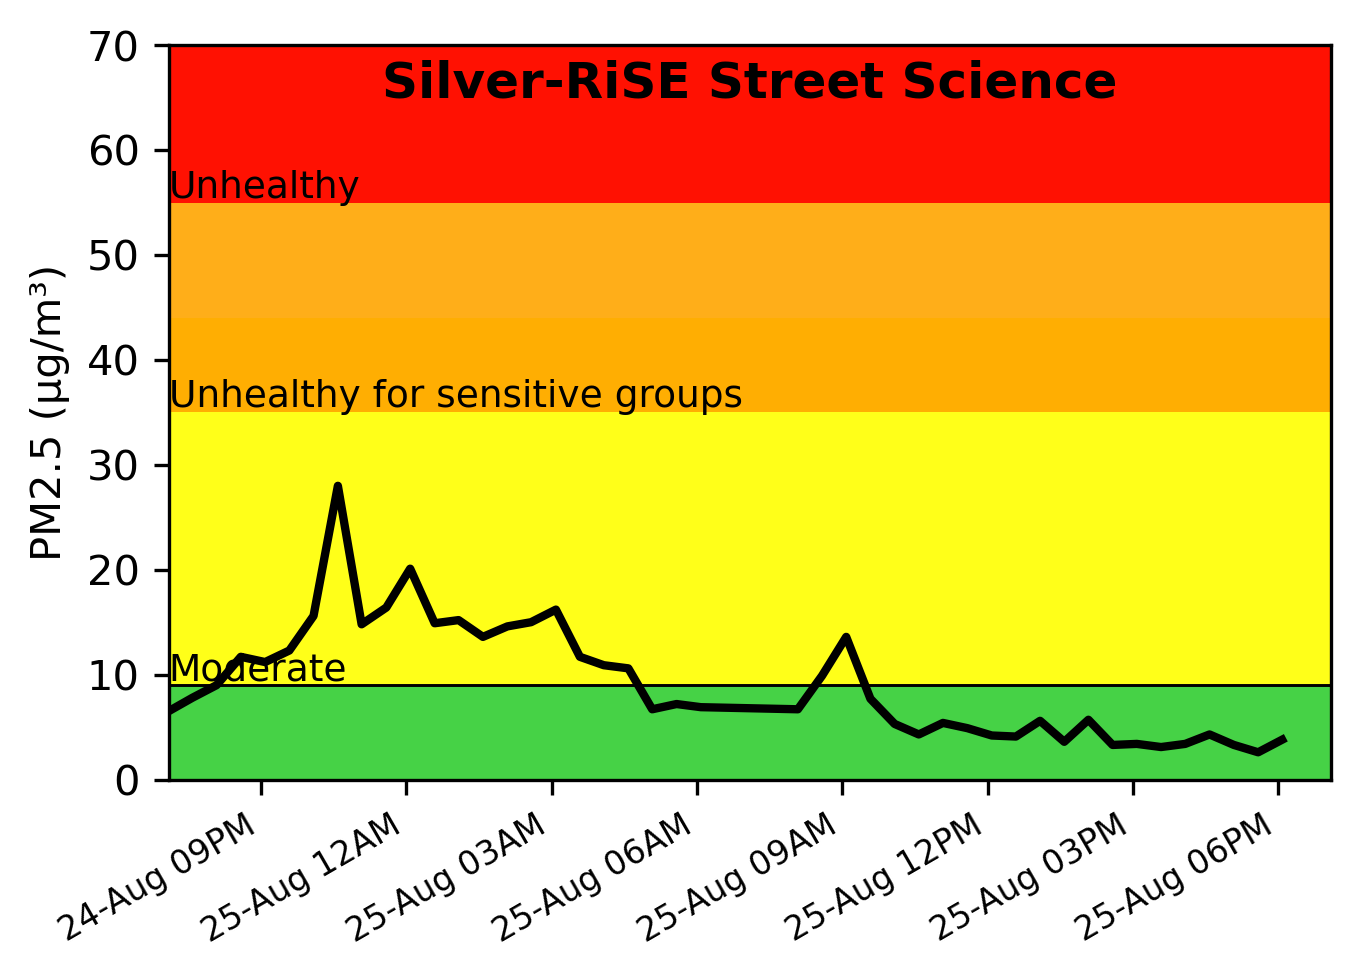 Silver-RiSE Street Science
70
60
50
40
30
20
10
0
PM2.5 (µg/m³)
Unhealthy
Unhealthy for sensitive groups
Moderate
24-Aug 09PM
25-Aug 12AM
25-Aug 03AM
25-Aug 06AM
25-Aug 09AM
25-Aug 12PM
25-Aug 03PM
25-Aug 06PM